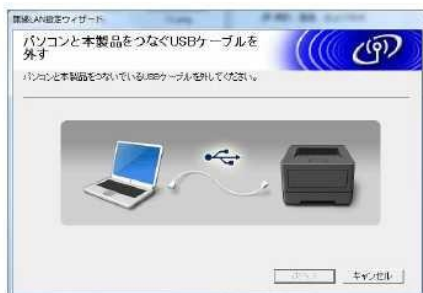 無線LAN設定ウィザード
パソコンと本製品をつなぐUSBケーブルを
外す
パソコンと本製品をつないでいるUSBケーブルを外してください。
キャンセル